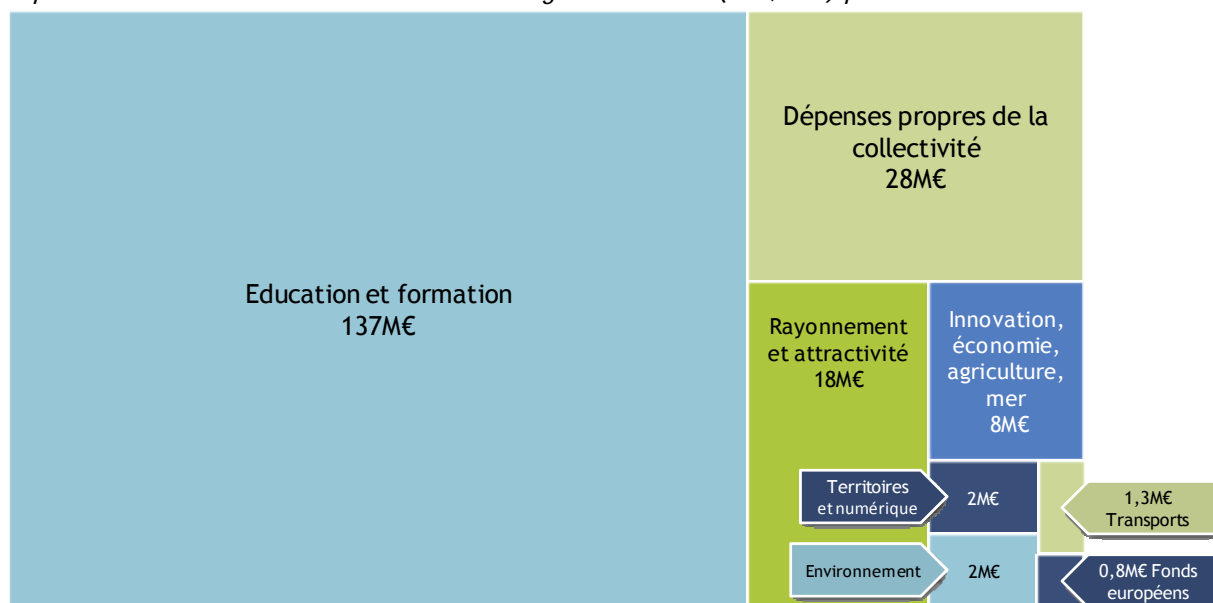 Dépenses propres de la
collectivité
28M€
Education et formation
137M€
Rayonnement
et attractivité
18M€
Innovation,
économie,
agriculture,
mer
8M€
Territoires
et numérique
2M€
1,3M€
Transports
Environnement
2M€
0,8M€ Fonds
européens